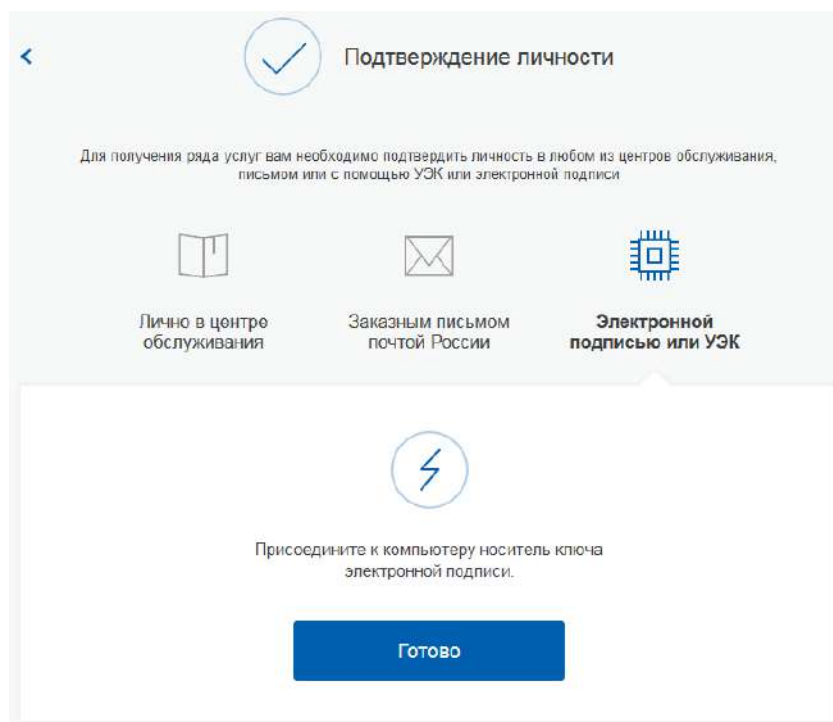 Подтверждение личности
Для получения ряда услуг вам необходимо подтвердить личность в любом из центров обслуживания,
письмом или с помощью УЭК или электронной подписи
Лично в центре
обслуживания
Заказным письмом
почтой России
Электронной
подписью или УЭК
Присоедините к компьютеру носитель ключа
электронной подписи.
Готово